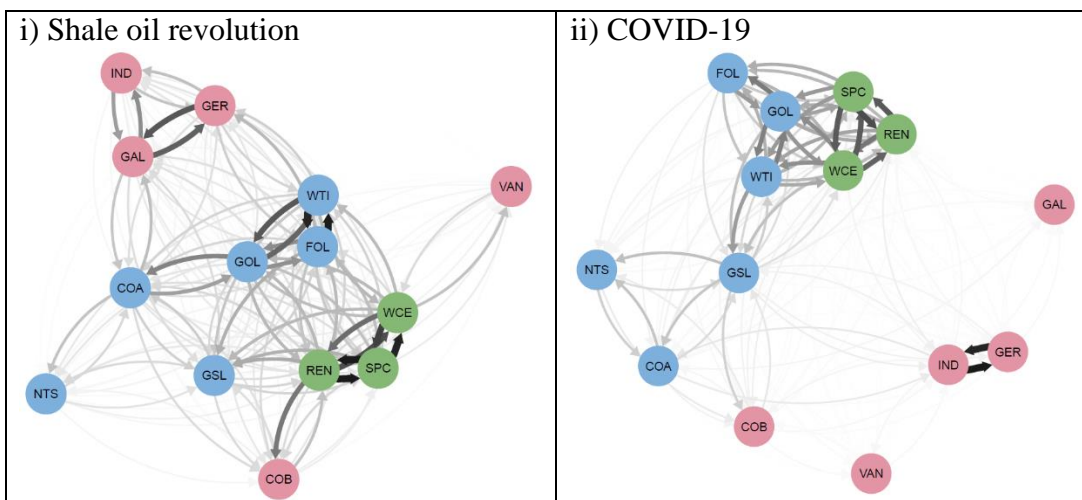 i) Shale oil revolution
IND
GER
GAL
VAN
WTI
FOL
GOL
COA
WCE
REN
SPC
GSL
NTS
COB
ii) COVID-19
FOL
SPC
GOL
REN
WCE
WTI
GAL
NTS
GSL
GER
IND
COA
COB
VAN